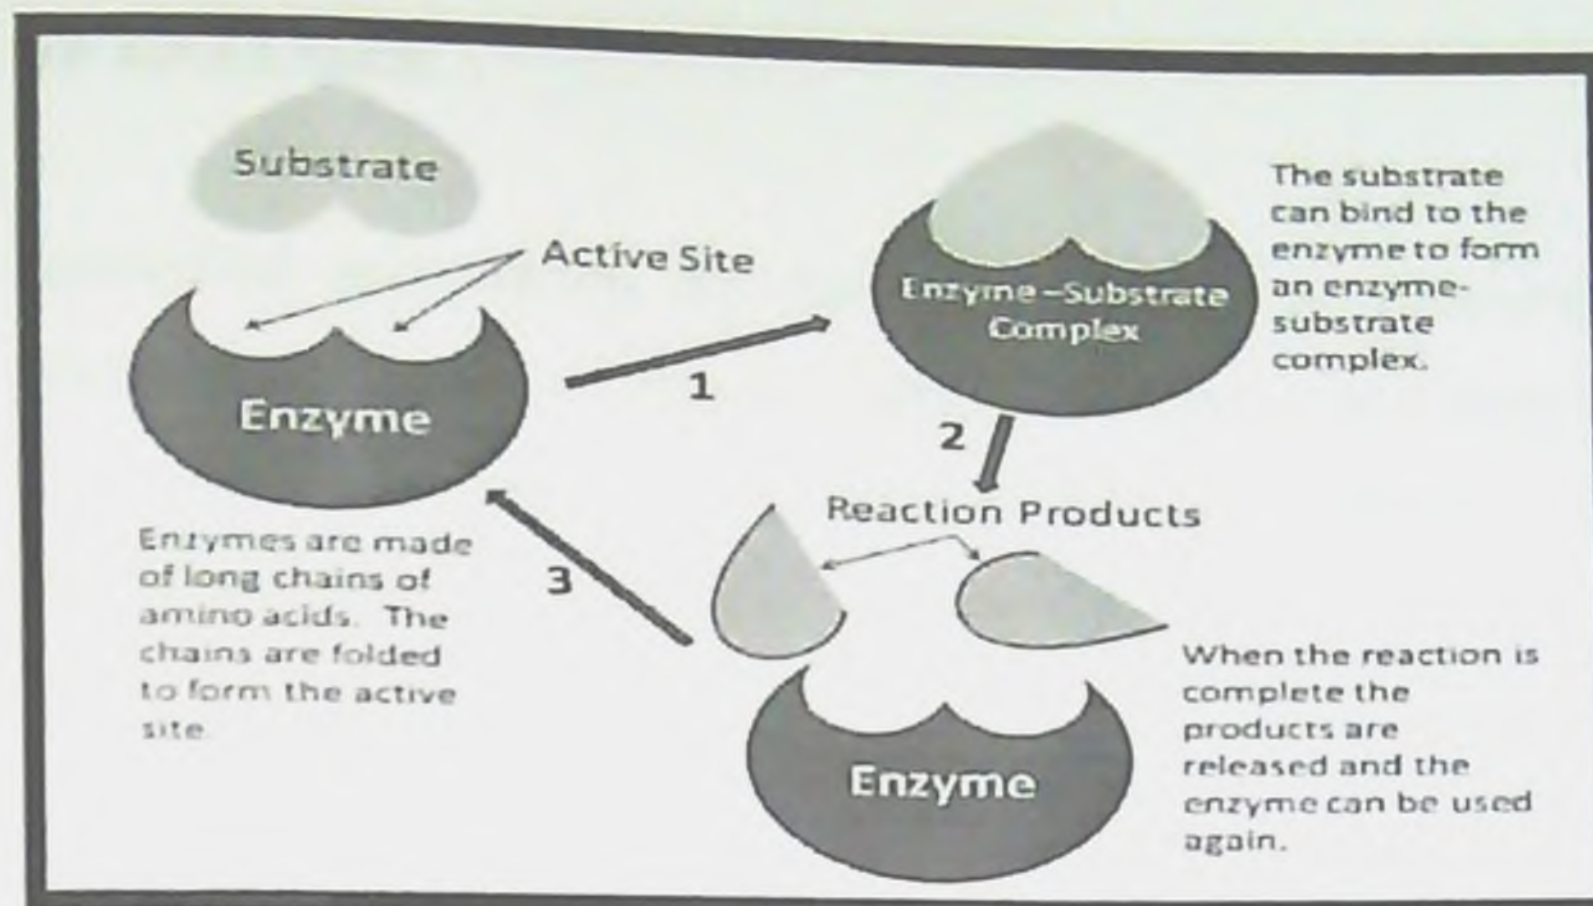 Substrate
Active Site
Enzyme
1
Enzymes are made
of long chains of
amino acids. The
chains are folded
to form the active
site.
Enzyme-Substrate
Complex
The substrate
can bind to the
enzyme to form
an enzyme-
substrate
complex.
2
Reaction Products
3
Enzyme
When the reaction is
complete the
products are
released and the
enzyme can be used
again.